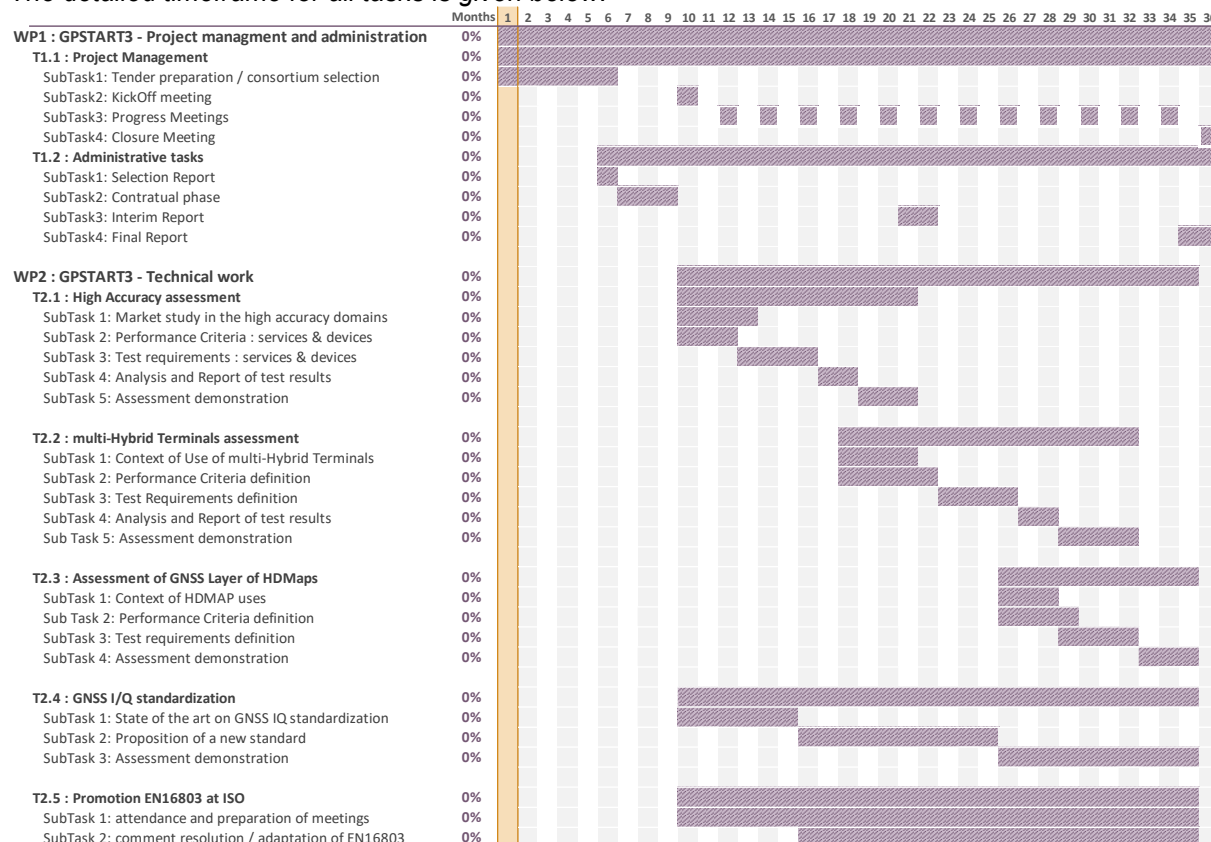 The detailed timeframe for all tasks is given below:
Months 1 2 3 4 5 6 7 8 9 10 11 12 13 14 15 16 17 18 19 20 21 22 23 24 25 26 27 28 29 30 31 32 33 34 35 36
WP1 : GPSTART3 - Project managment and administration 0%
T1.1 : Project Management 0%
SubTask1: Tender preparation / consortium selection 0%
SubTask2: KickOff meeting 0%
SubTask3: Progress Meetings 0%
SubTask4: Closure Meeting 0%
T1.2 : Administrative tasks 0%
SubTask1: Selection Report 0%
SubTask2: Contratual phase 0%
SubTask3: Interim Report 0%
SubTask4: Final Report 0%
WP2 : GPSTART3 - Technical work 0%
T2.1 : High Accuracy assessment 0%
SubTask 1: Market study in the high accuracy domains 0%
SubTask 2: Performance Criteria : services & devices 0%
SubTask 3: Test requirements : services & devices 0%
SubTask 4: Analysis and Report of test results 0%
SubTask 5: Assessment demonstration 0%
T2.2 : multi-Hybrid Terminals assessment 0%
SubTask 1: Context of Use of multi-Hybrid Terminals 0%
SubTask 2: Performance Criteria definition 0%
SubTask 3: Test Requirements definition 0%
SubTask 4: Analysis and Report of test results 0%
Sub Task 5: Assessment demonstration 0%
T2.3 : Assessment of GNSS Layer of HDMaps 0%
SubTask 1: Context of HDMAP uses 0%
Sub Task 2: Performance Criteria definition 0%
SubTask 3: Test requirements definition 0%
SubTask 4: Assessment demonstration 0%
T2.4 : GNSS I/Q standardization 0%
SubTask 1: State of the art on GNSS IQ standardization 0%
SubTask 2: Proposition of a new standard 0%
SubTask 3: Assessment demonstration 0%
T2.5 : Promotion EN16803 at ISO 0%
SubTask 1: attendance and preparation of meetings 0%
SubTask 2: comment resolution / adaptation of EN16803 0%